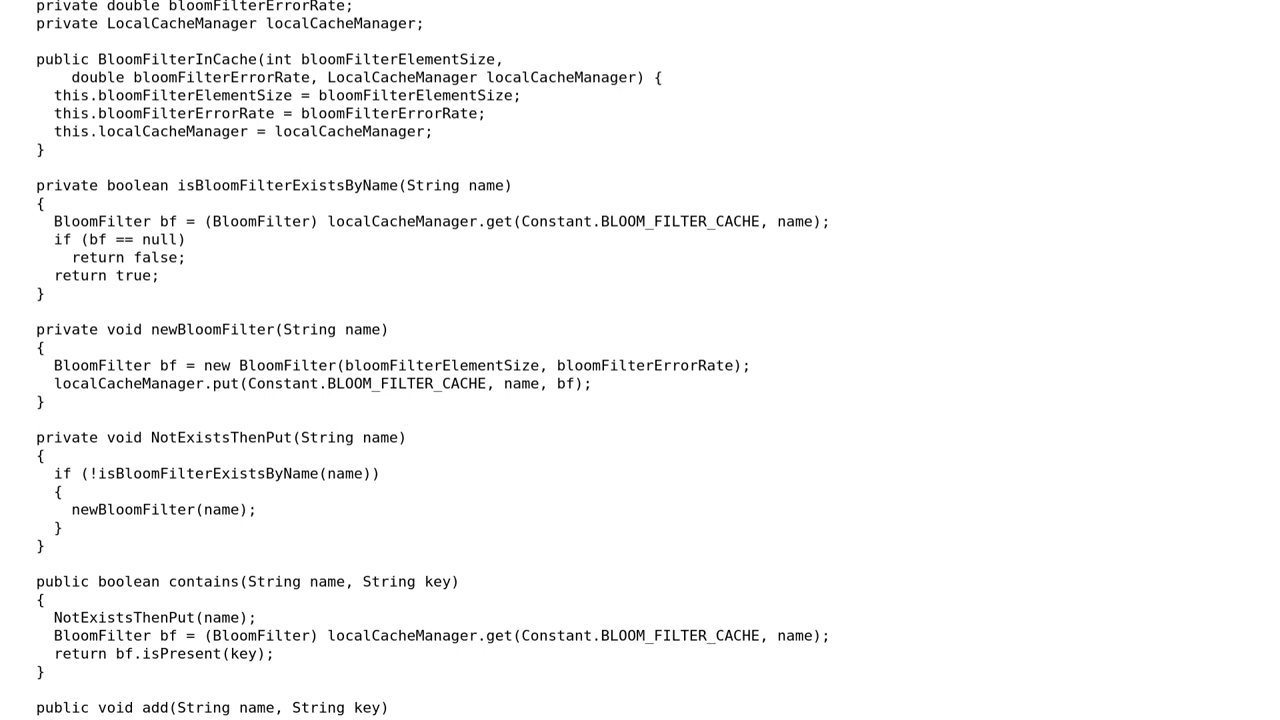 private double bloomFilterErrorRate;
private LocalCacheManager localCacheManager;
public BloomFilterInCache(int bloomFilterElementSize,
double bloomFilterErrorRate, LocalCacheManager localCacheManager) {
this.bloomFilterElementSize = bloomFilterElementSize;
this.bloomFilterErrorRate = bloomFilterErrorRate;
this.localCacheManager = localCacheManager;
}
private boolean isBloomFilterExistsByName(String name)
{
BloomFilter bf = (BloomFilter) localCacheManager.get(Constant.BLOOM_FILTER_CACHE, name);
if (bf == null)
return false;
return true;
}
private void newBloomFilter(String name)
{
BloomFilter bf = new BloomFilter(bloomFilterElementSize, bloomFilterErrorRate);
localCacheManager.put(Constant.BLOOM_FILTER_CACHE, name, bf);
}
private void NotExistsThenPut(String name)
{
if (!isBloomFilterExistsByName(name))
{
newBloomFilter(name);
}
}
public boolean contains(String name, String key)
{
NotExistsThenPut(name);
BloomFilter bf = (BloomFilter) localCacheManager.get(Constant.BLOOM_FILTER_CACHE, name);
return bf.isPresent(key);
}
public void add(String name, String key)